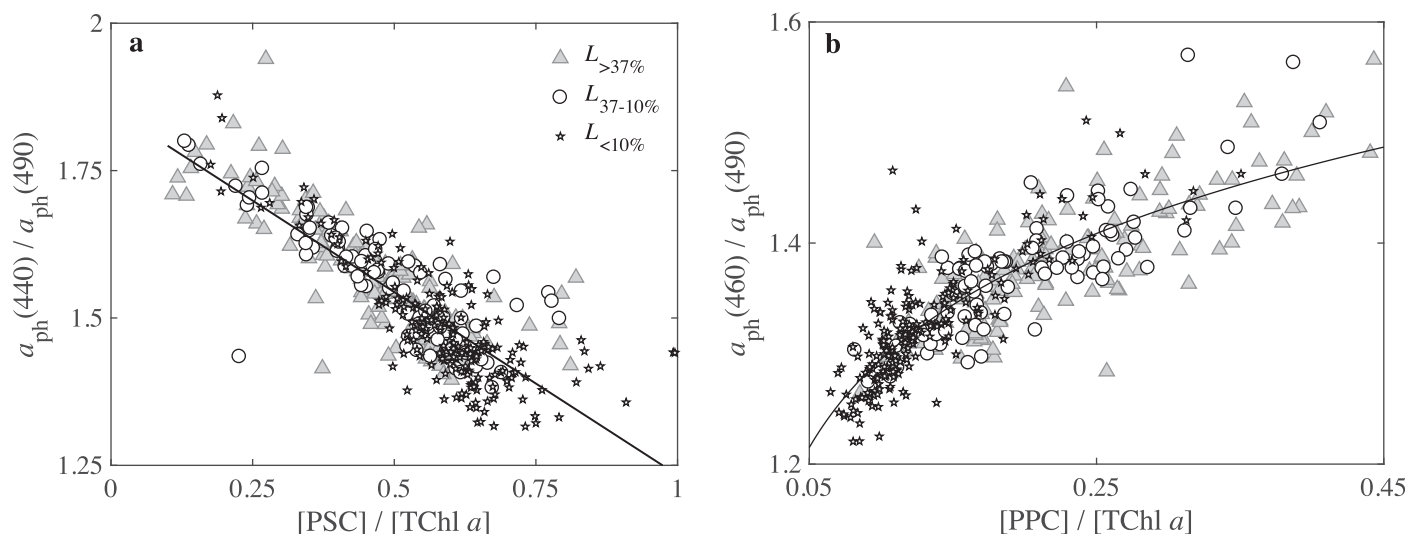 a
L>37%
L37-10%
L<10%
2
1.75
1.5
1.25
0
0.25
0.5
0.75
1
aph(440) / aph(490)
[PSC] / [TChl a]
b
1.6
1.4
1.2
0.05
0.25
0.45
aph(460) / aph(490)
[PPC] / [TChl a]